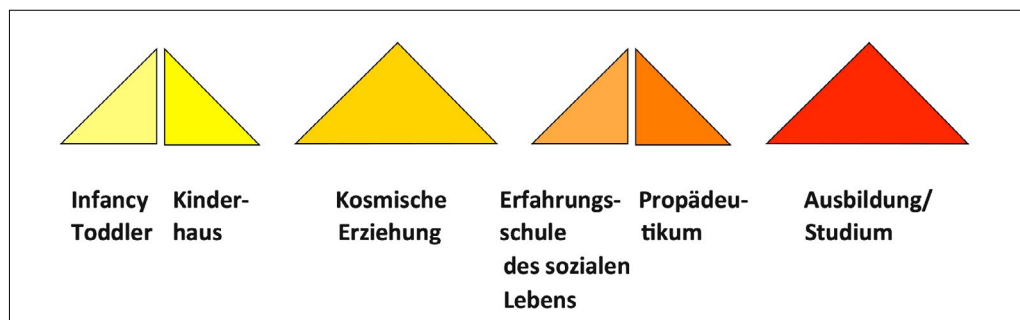 Infancy
Toddler
Kinder-
haus
Kosmische
Erziehung
Erfahrungs-
schule
des sozialen
Lebens
Propädeu-
tikum
Ausbildung/
Studium